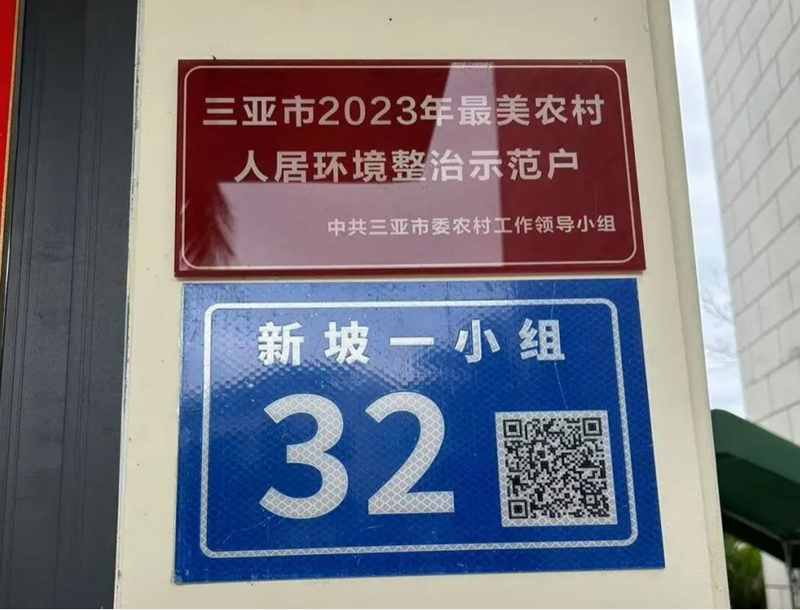 三亚市2023年最美农村
人居环境整治示范户
中共三亚市委农村工作领导小组
新坡一小组
32